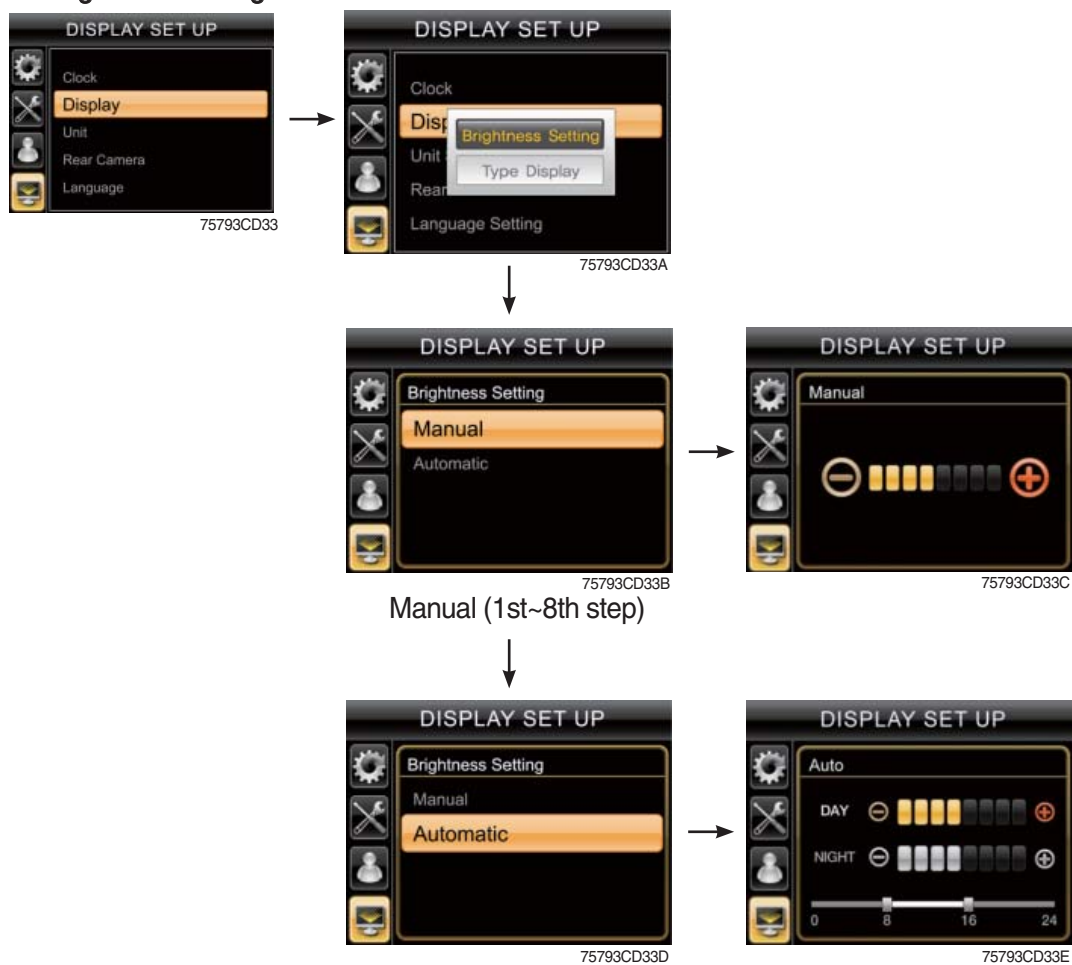 DISPLAY SET UP
Clock
Display
Unit
Rear Camera
Language
75793CD33
DISPLAY SET UP
Clock
Disp
Brightness Setting
Unit
Type Display
Rear
Language Setting
75793CD33A
DISPLAY SET UP
Brightness Setting
Manual
Automatic
75793CD33B
Manual (1st~8th step)
DISPLAY SET UP
Manual
75793CD33C
DISPLAY SET UP
Brightness Setting
Manual
Automatic
75793CD33D
DISPLAY SET UP
Auto
DAY
NIGHT
0 8 16 24
75793CD33E